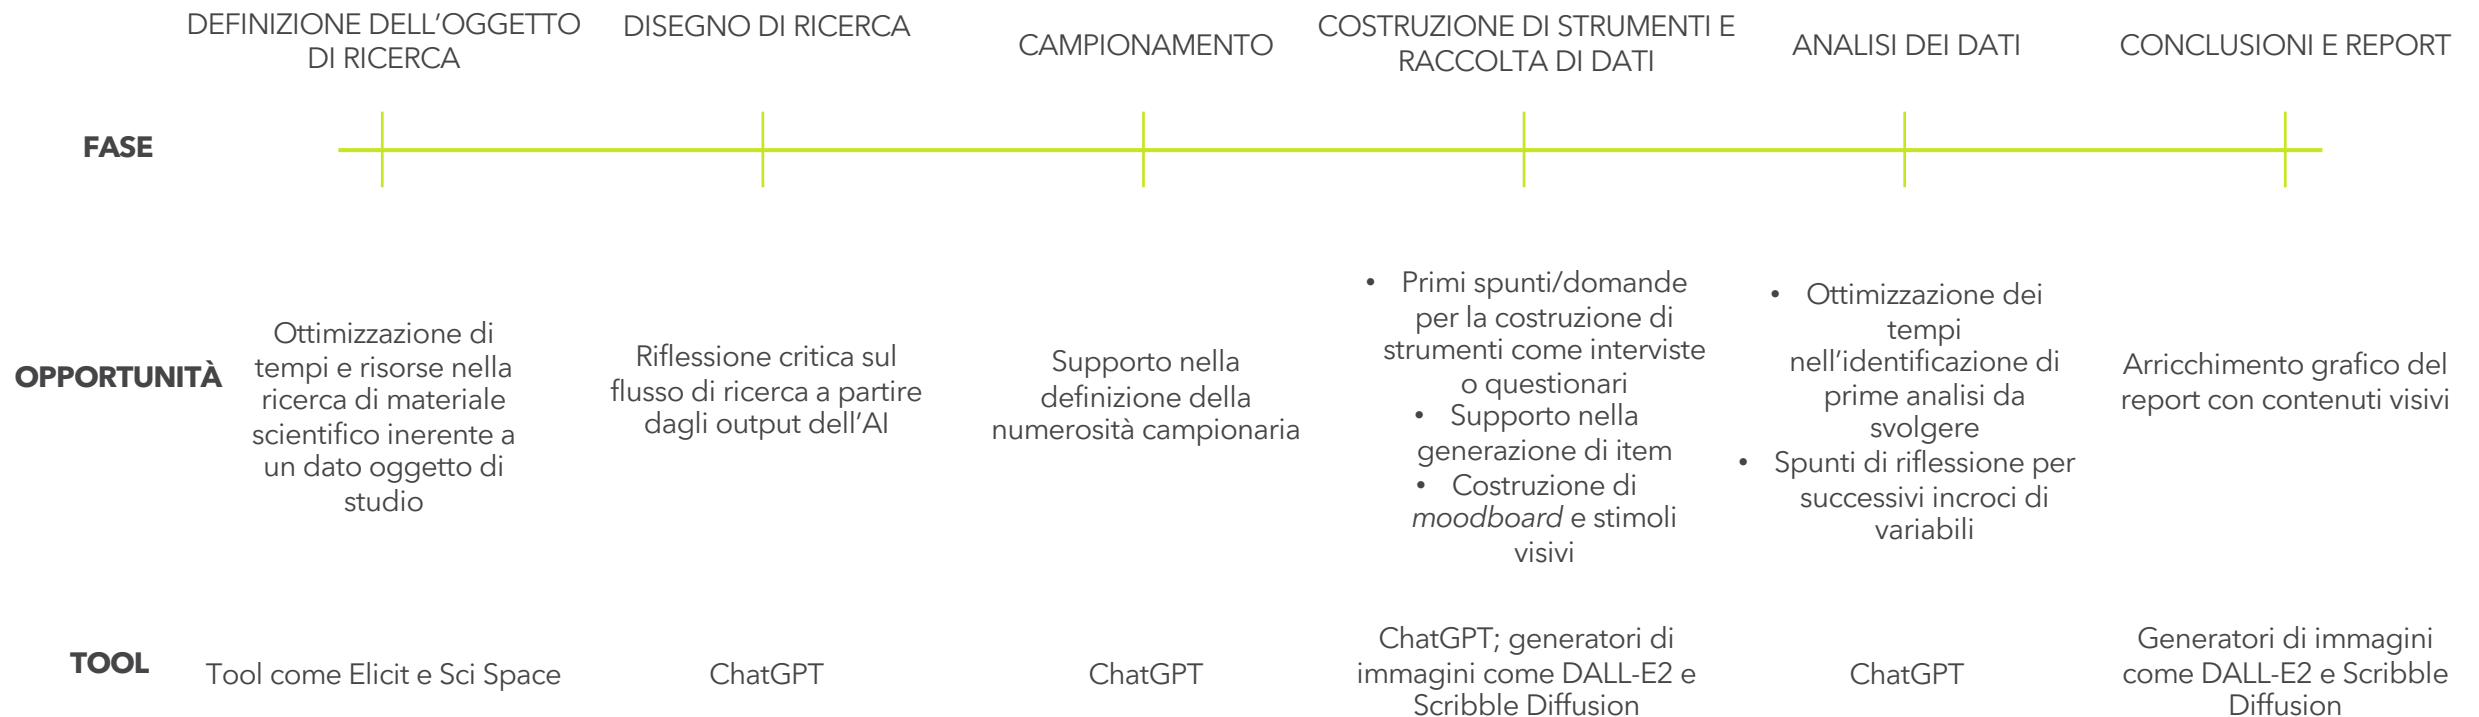 DEFINIZIONE DELL'OGGETTO
DI RICERCA
DISEGNO DI RICERCA
CAMPIONAMENTO
COSTRUZIONE DI STRUMENTI E
RACCOLTA DI DATI
ANALISI DEI DATI
CONCLUSIONI E REPORT
FASE
OPPORTUNITÀ
Ottimizzazione di
tempi e risorse nella
ricerca di materiale
scientifico inerente a
un dato oggetto di
studio
Riflessione critica sul
flusso di ricerca a partire
dagli output dell'AI
Supporto nella
definizione della
numerosità campionaria
• Primi spunti/domande
per la costruzione di
strumenti come interviste
o questionari
• Supporto nella
generazione di item
• Costruzione di
moodboard e stimoli
visivi
• Ottimizzazione dei
tempi
nell'identificazione di
prime analisi da
svolgere
• Spunti di riflessione per
successivi incroci di
variabili
Arricchimento grafico del
report con contenuti visivi
TOOL
Tool come Elicit e Sci Space
ChatGPT
ChatGPT
ChatGPT; generatori di
immagini come DALL-E2 e
Scribble Diffusion
ChatGPT
Generatori di immagini
come DALL-E2 e Scribble
Diffusion